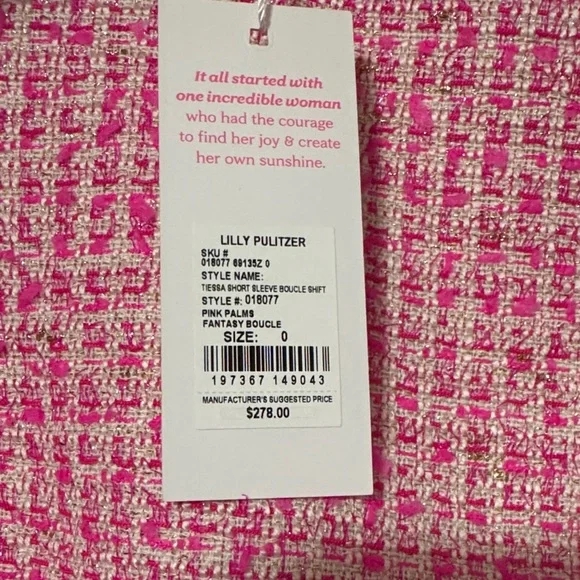 It all started with
one incredible woman
who had the courage
to find her joy & create
her own sunshine.
LILLY PULITZER
SKU #
018077 69135Z 0
STYLE NAME:
TIESSA SHORT SLEEVE BOUCLE SHIFT
STYLE #: 018077
PINK PALMS
FANTASY BOUCLE
SIZE: 0
197367 149043
MANUFACTURER'S SUGGESTED PRICE
$278.00